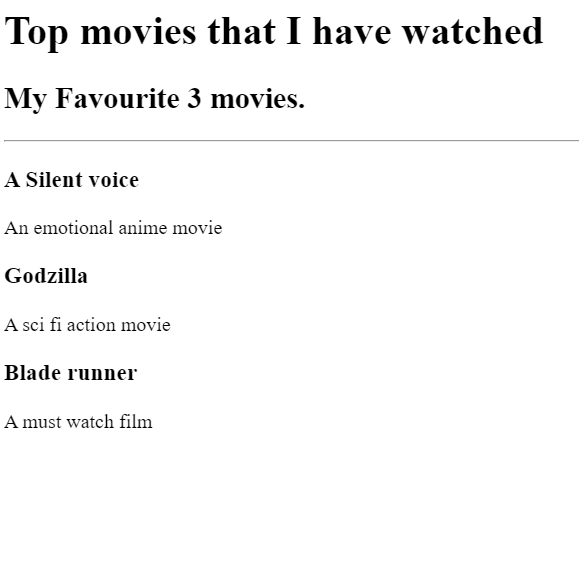 Top movies that I have watched
My Favourite 3 movies.
A Silent voice
An emotional anime movie
Godzilla
A sci fi action movie
Blade runner
A must watch film